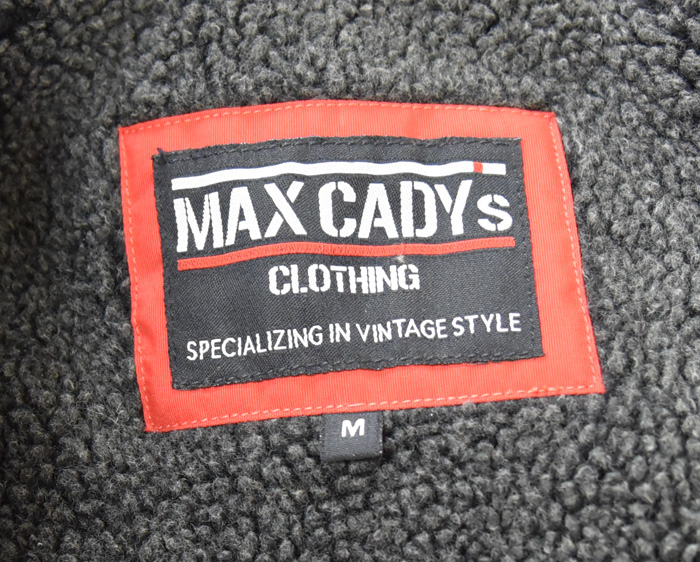 MAX CADYs
CLOTHING
SPECIALIZING IN VINTAGE STYLE
M